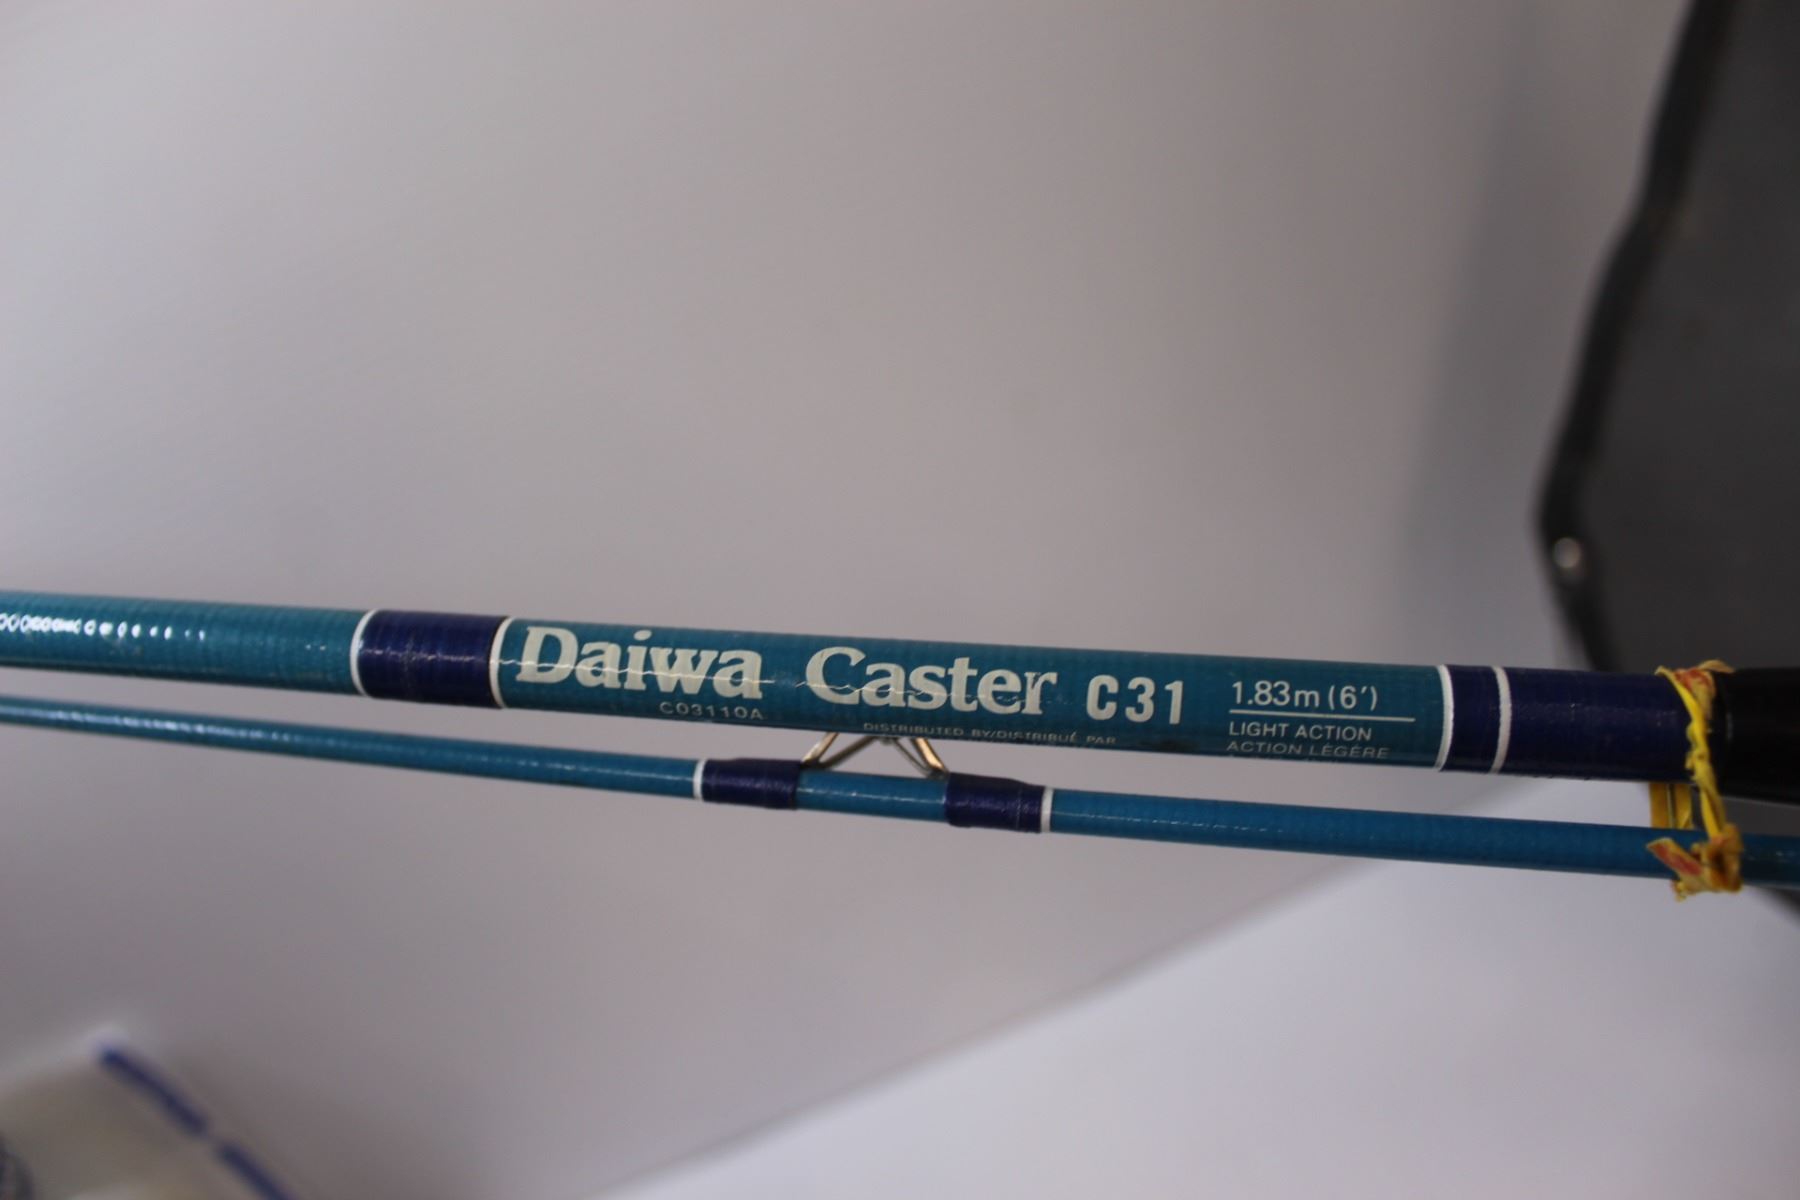 Daiwa Caster C31
1.83m (6')
LIGHT ACTION
ACTION LÉGÈRE
C03110A
DISTRIBUTED BY/DISTRIBUÉ PAR